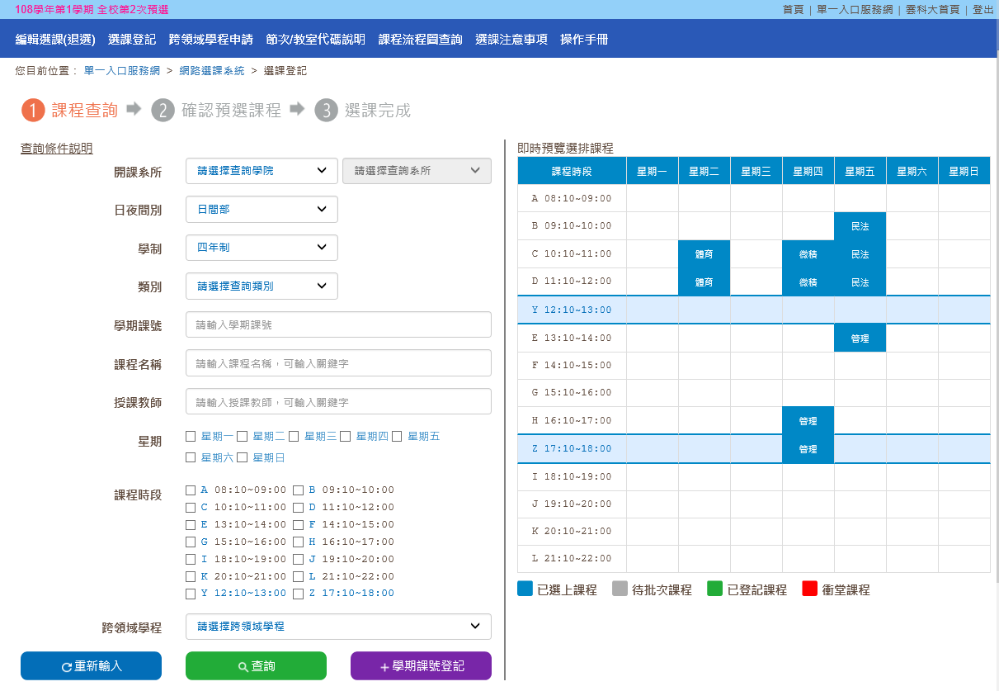 108學年第1學期 全校第2次預選
首頁 | 單一入口服務網 | 雲科大首頁 | 登出
編輯選課(退選) 選課登記 跨領域學程申請 節次/教室代碼說明 課程流程圖查詢 選課注意事項 操作手冊
您目前位置： 單一入口服務網 > 網路選課系統 > 選課登記
1 課程查詢 2 確認預選課程 3 選課完成
查詢條件說明
開課系所 請選擇查詢學院 請選擇查詢系所
日夜間別 日間部
學制 四年制
類別 請選擇查詢類別
學期課號 請輸入學期課號
課程名稱 請輸入課程名稱，可輸入關鍵字
授課教師 請輸入授課教師，可輸入關鍵字
星期 星期一 星期二 星期三 星期四 星期五
星期六 星期日
課程時段 A 08:10~09:00 B 09:10~10:00
C 10:10~11:00 D 11:10~12:00
E 13:10~14:00 F 14:10~15:00
G 15:10~16:00 H 16:10~17:00
I 18:10~19:00 J 19:10~20:00
K 20:10~21:00 L 21:10~22:00
Y 12:10~13:00 Z 17:10~18:00
跨領域學程 請選擇跨領域學程
重新輸入 查詢 學期課號登記
即時預覽選排課程
課程時段 星期一 星期二 星期三 星期四 星期五 星期六 星期日
A 08:10~09:00
B 09:10~10:00 民法
C 10:10~11:00 體育 微積 民法
D 11:10~12:00 體育 微積 民法
Y 12:10~13:00
E 13:10~14:00 管理
F 14:10~15:00
G 15:10~16:00
H 16:10~17:00 管理
Z 17:10~18:00 管理
I 18:10~19:00
J 19:10~20:00
K 20:10~21:00
L 21:10~22:00
已選上課程 待批次課程 已登記課程 衝堂課程